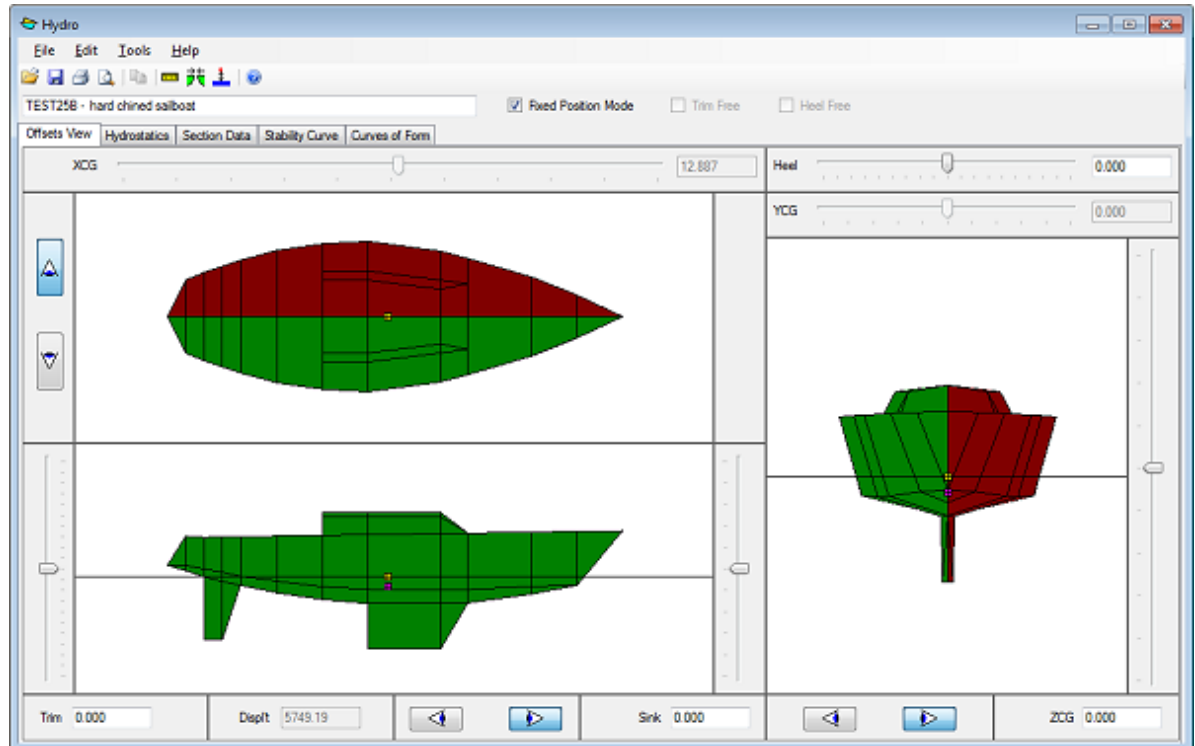 Hydro
File Edit Tools Help
TEST25B - hard chined sailboat Fixed Position Mode Trim Free Heel Free
Offsets View Hydrostatics Section Data Stability Curve Curves of Form
XCG 12.887 Heel 0.000
YCG 0.000
Trim 0.000 Displt 5749.19 Sink 0.000 ZCG 0.000